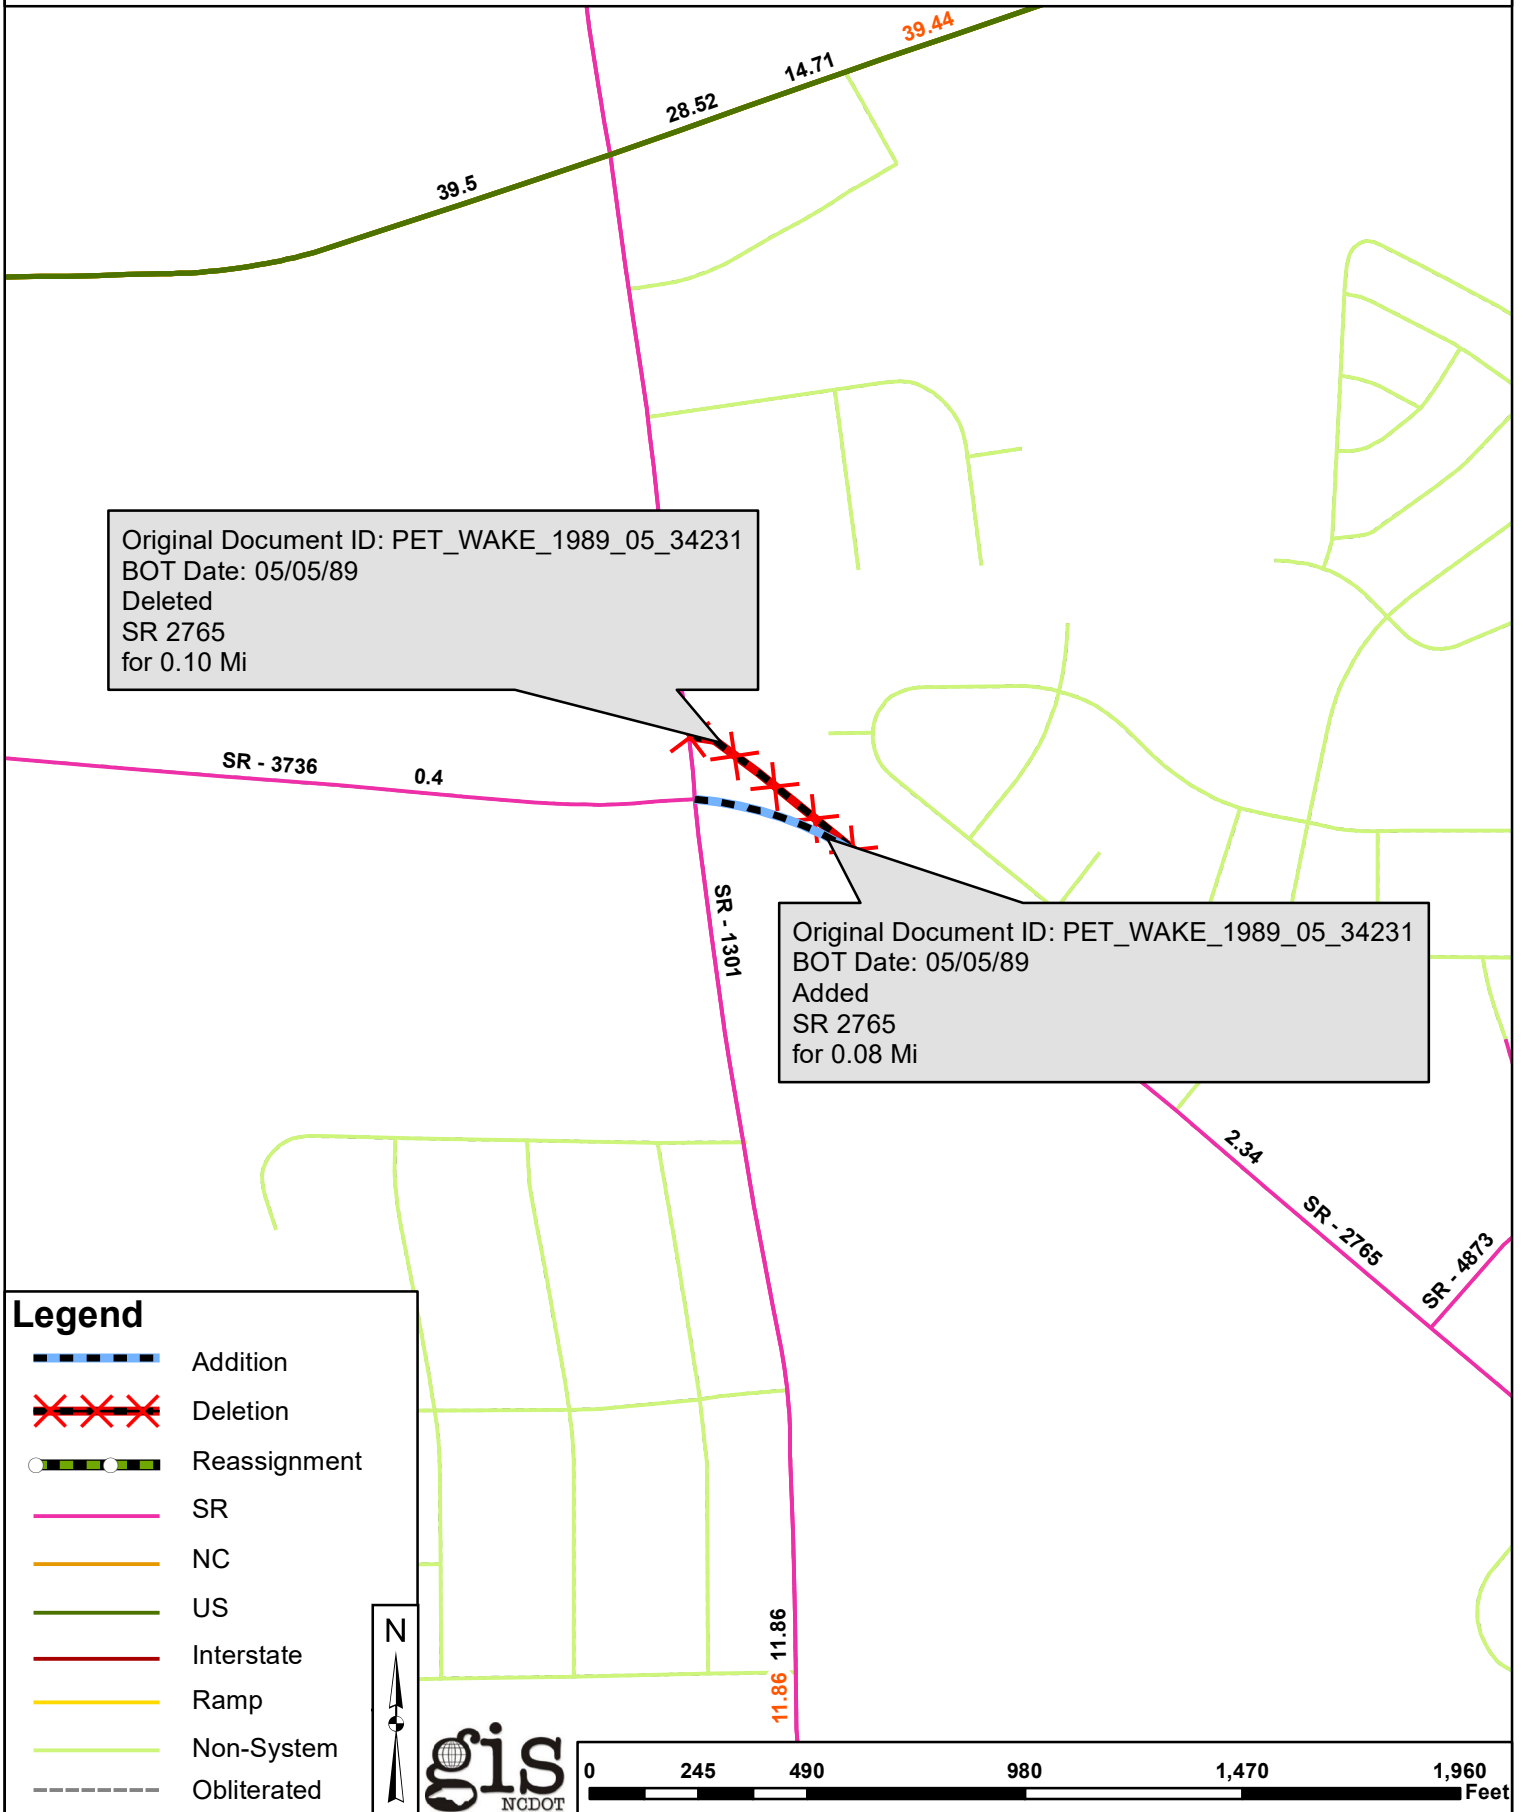 39.44
14.71
28.52
39.5
Original Document ID: PET_WAKE_1989_05_34231
BOT Date: 05/05/89
Deleted
SR 2765
for 0.10 Mi
SR - 3736
0.4
SR - 1301
Original Document ID: PET_WAKE_1989_05_34231
BOT Date: 05/05/89
Added
SR 2765
for 0.08 Mi
2.34
SR - 2765
SR - 4873
11.86
11.86
Legend
Addition
Deletion
Reassignment
SR
NC
US
Interstate
Ramp
Non-System
Obliterated
N
gis
NCDOT
0 245 490 980 1,470 1,960
Feet